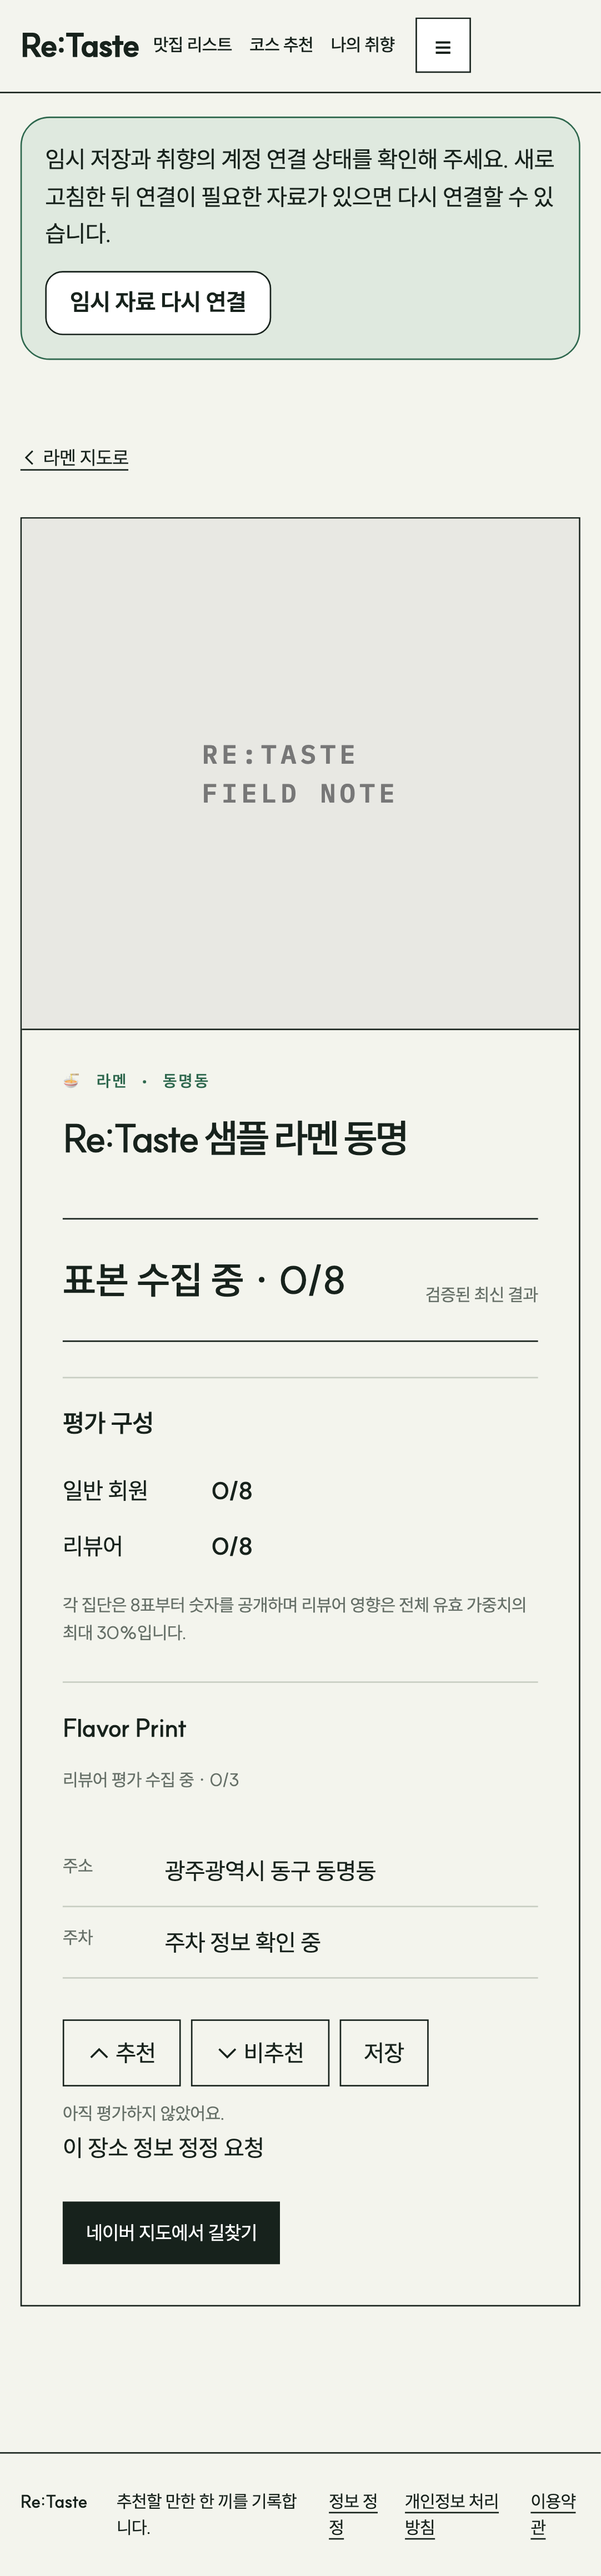 Re:Taste 맛집 리스트 코스 추천 나의 취향 ≡
임시 저장과 취향의 계정 연결 상태를 확인해 주세요. 새로
고침한 뒤 연결이 필요한 자료가 있으면 다시 연결할 수 있
습니다.
임시 자료 다시 연결
라멘 지도로
RE:TASTE
FIELD NOTE
🍜 라멘 · 동명동
Re:Taste 샘플 라멘 동명
표본 수집 중 · 0/8 검증된 최신 결과
평가 구성
일반 회원 0/8
리뷰어 0/8
각 집단은 8표부터 숫자를 공개하며 리뷰어 영향은 전체 유효 가중치의
최대 30%입니다.
Flavor Print
리뷰어 평가 수집 중 · 0/3
주소 광주광역시 동구 동명동
주차 주차 정보 확인 중
추천 비추천 저장
아직 평가하지 않았어요.
이 장소 정보 정정 요청
네이버 지도에서 길찾기
Re:Taste 추천할 만한 한 끼를 기록합 정보 정 개인정보 처리 이용약
니다. 정 방침 관